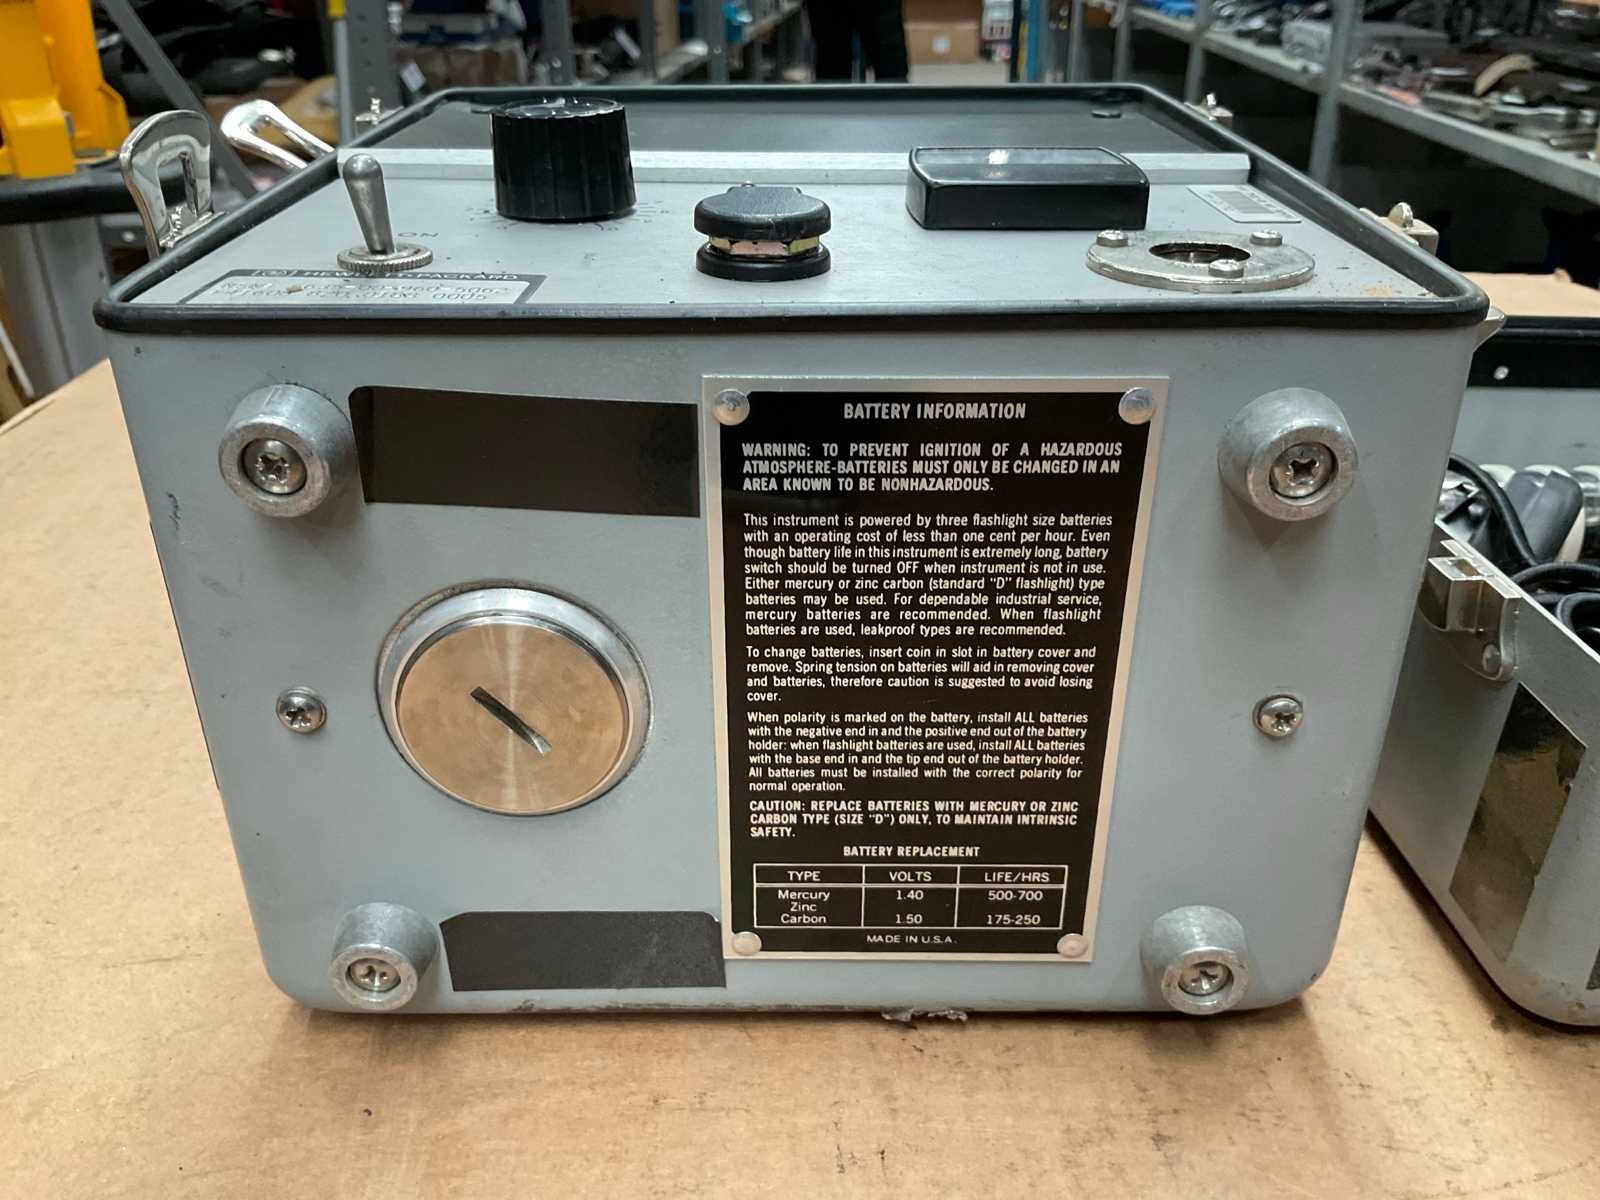 ON
HEWLETT-PACKARD
BATTERY INFORMATION
WARNING: TO PREVENT IGNITION OF A HAZARDOUS
ATMOSPHERE-BATTERIES MUST ONLY BE CHANGED IN AN
AREA KNOWN TO BE NONHAZARDOUS.
This instrument is powered by three flashlight size batteries
with an operating cost of less than one cent per hour. Even
though battery life in this instrument is extremely long, battery
switch should be turned OFF when instrument is not in use.
Either mercury or zinc carbon (standard "D" flashlight) type
batteries may be used. For dependable industrial service,
mercury batteries are recommended. When flashlight
batteries are used, leakproof types are recommended.
To change batteries, insert coin in slot in battery cover and
remove. Spring tension on batteries will aid in removing cover
and batteries, therefore caution is suggested to avoid losing
cover.
When polarity is marked on the battery, install ALL batteries
with the negative end in and the positive end out of the battery
holder: when flashlight batteries are used, install ALL batteries
with the base end in and the tip end out of the battery holder.
All batteries must be installed with the correct polarity for
normal operation.
CAUTION: REPLACE BATTERIES WITH MERCURY OR ZINC
CARBON TYPE (SIZE "D") ONLY, TO MAINTAIN INTRINSIC
SAFETY.
BATTERY REPLACEMENT
TYPE VOLTS LIFE/HRS
Mercury 1.40 500-700
Zinc
Carbon 1.50 175-250
MADE IN U.S.A.